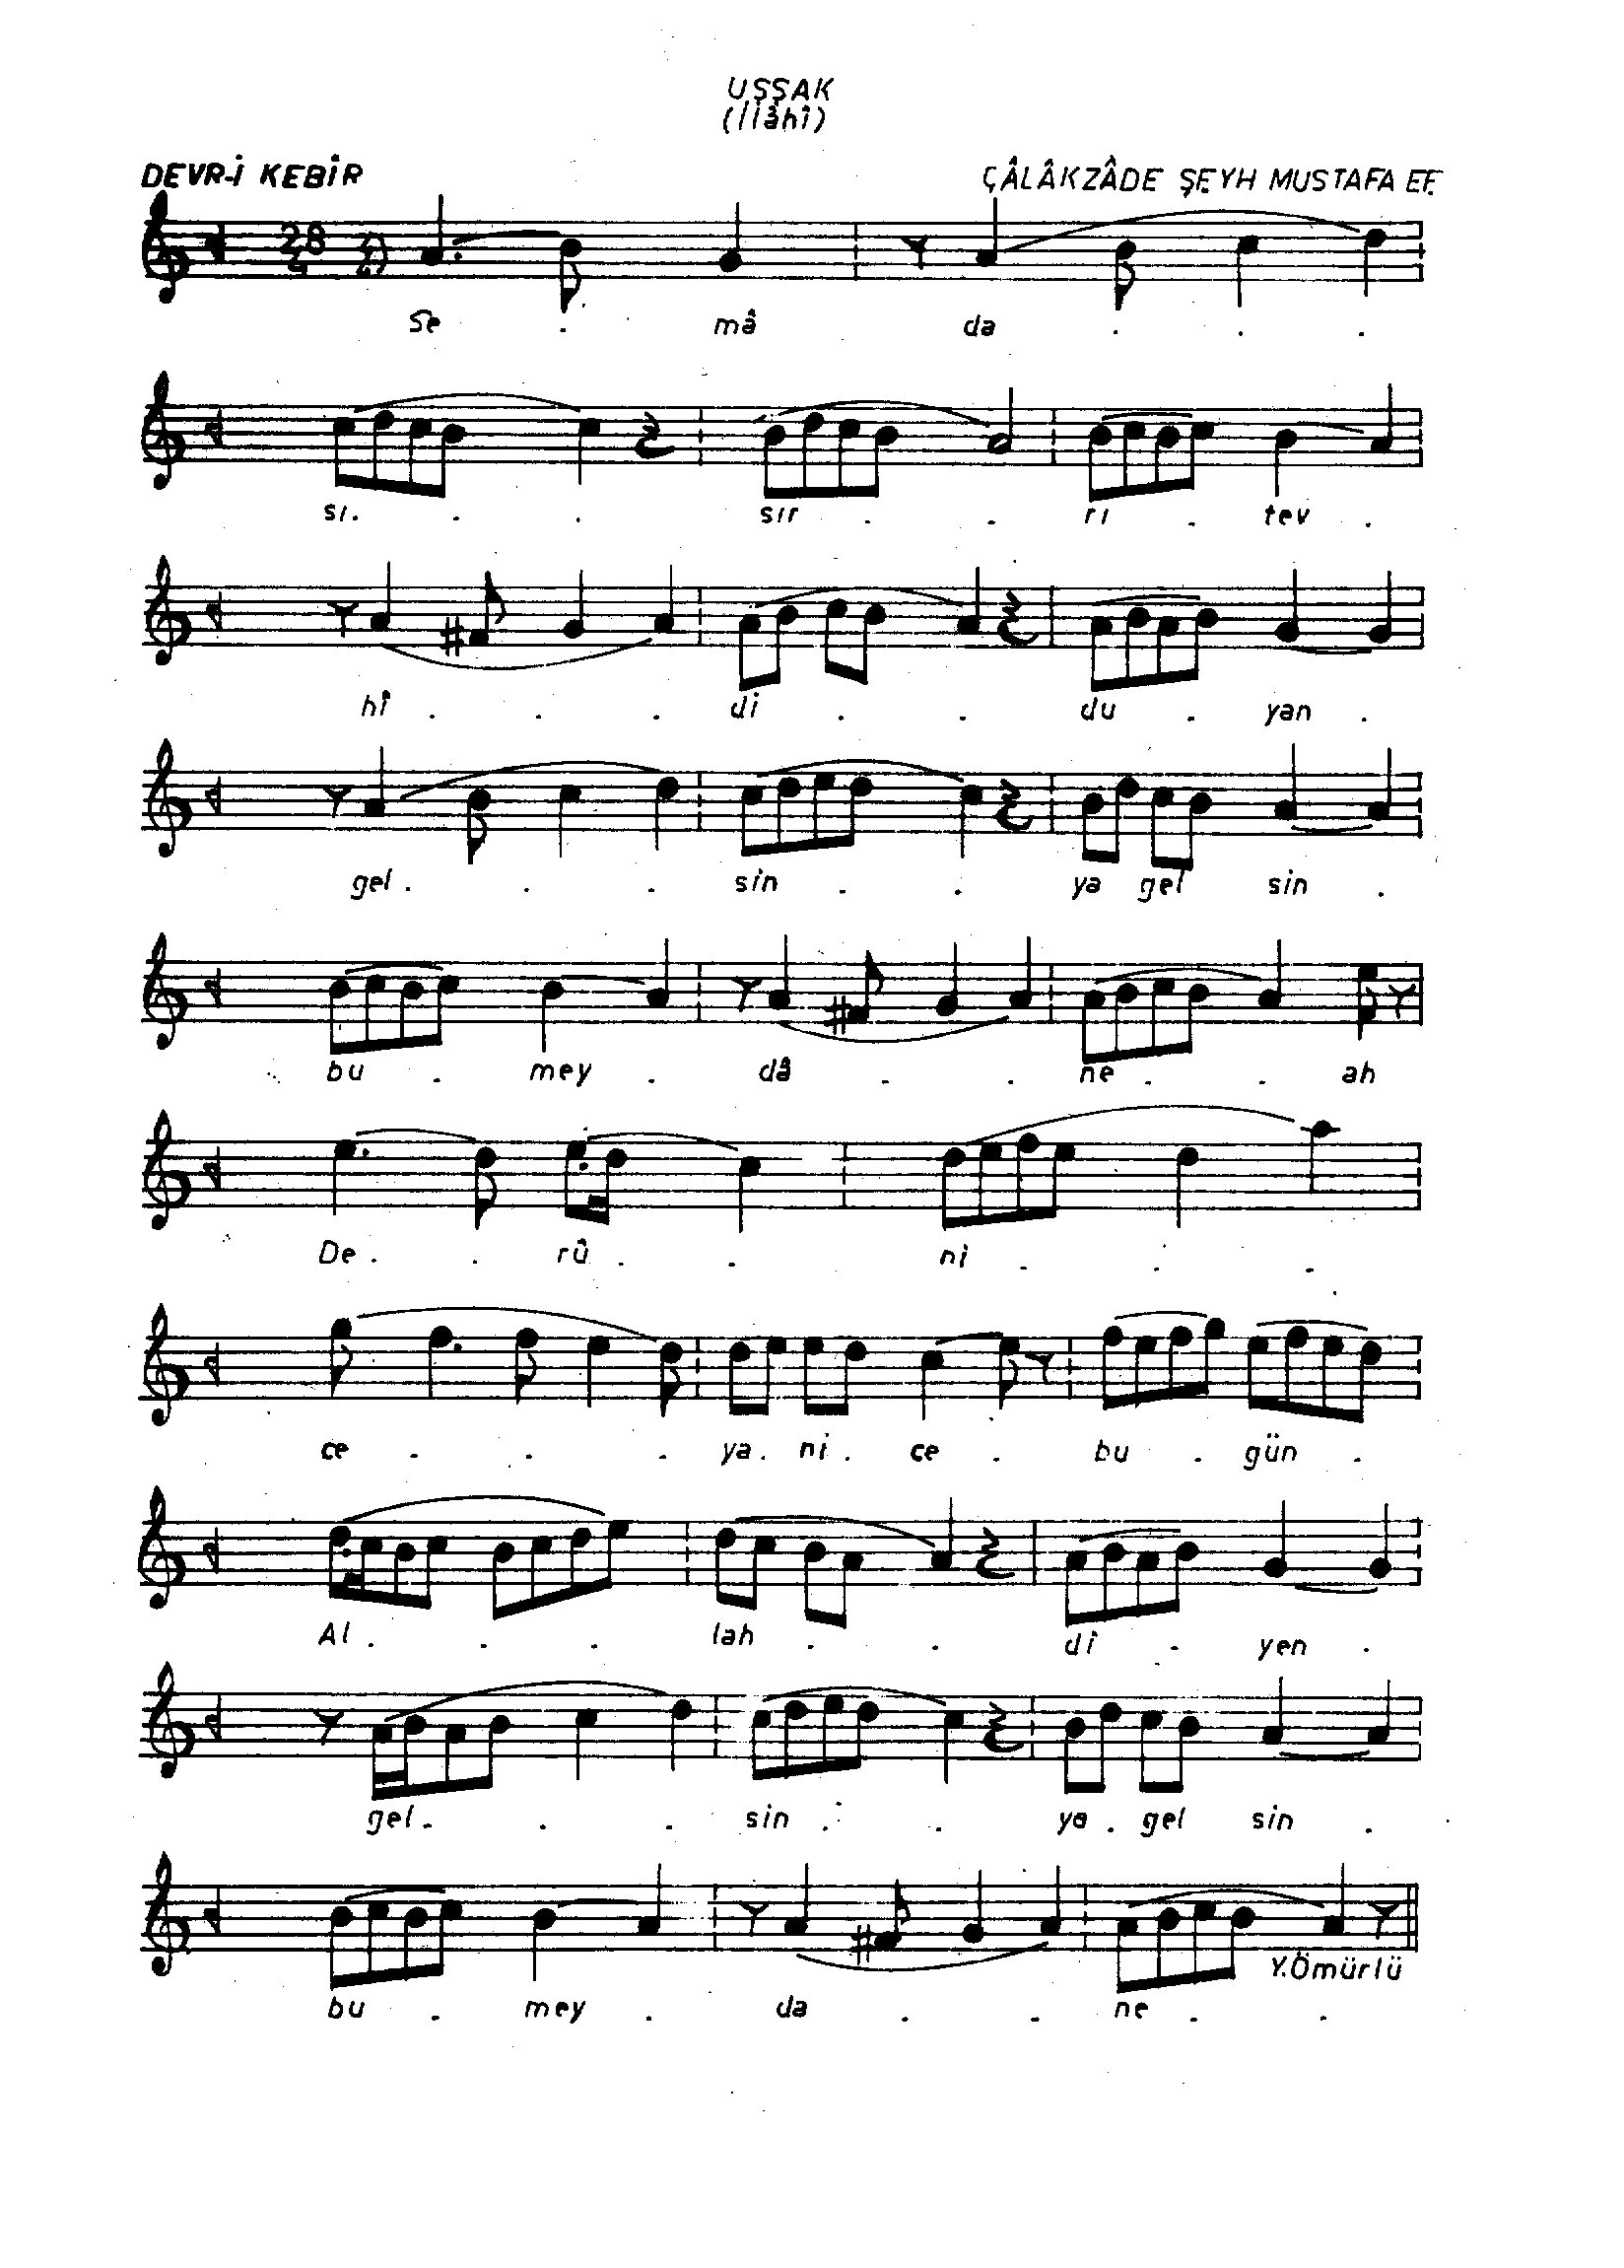 UŞŞAK
(İlâhî)
DEVR-İ KEBİR
ÇÂLÂKZÂDE ŞEYH MUSTAFA EF.
28
4
Se . mâ da . . .
sı . . . sır . . rı . tev .
hî . . . di . . du . yan .
gel . . . sin . . ya gel sin .
bu . mey . dâ . . ne . . ah
De . . rû . . ni . . .
ce . . . ya . ni . ce . bu . gün .
Al . . . lah . . di . yen .
gel . . . sin . . ya . gel sin .
Y.Ömürlü
bu . mey . da . . ne . .